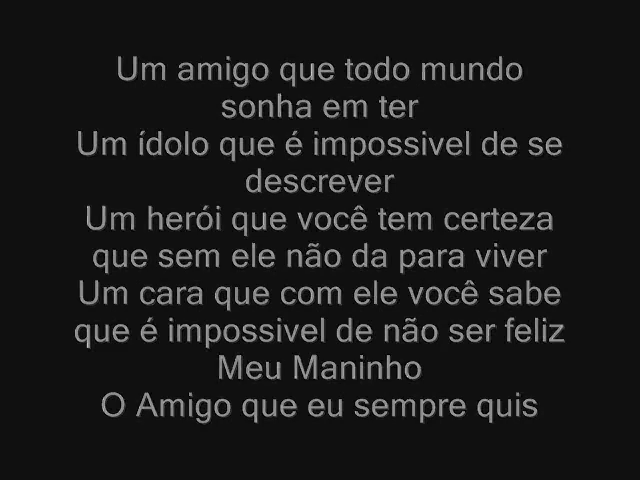 Um amigo que todo mundo
sonha em ter
Um ídolo que é impossivel de se
descrever
Um herói que você tem certeza
que sem ele não da para viver
Um cara que com ele você sabe
que é impossivel de não ser feliz
Meu Maninho
O Amigo que eu sempre quis